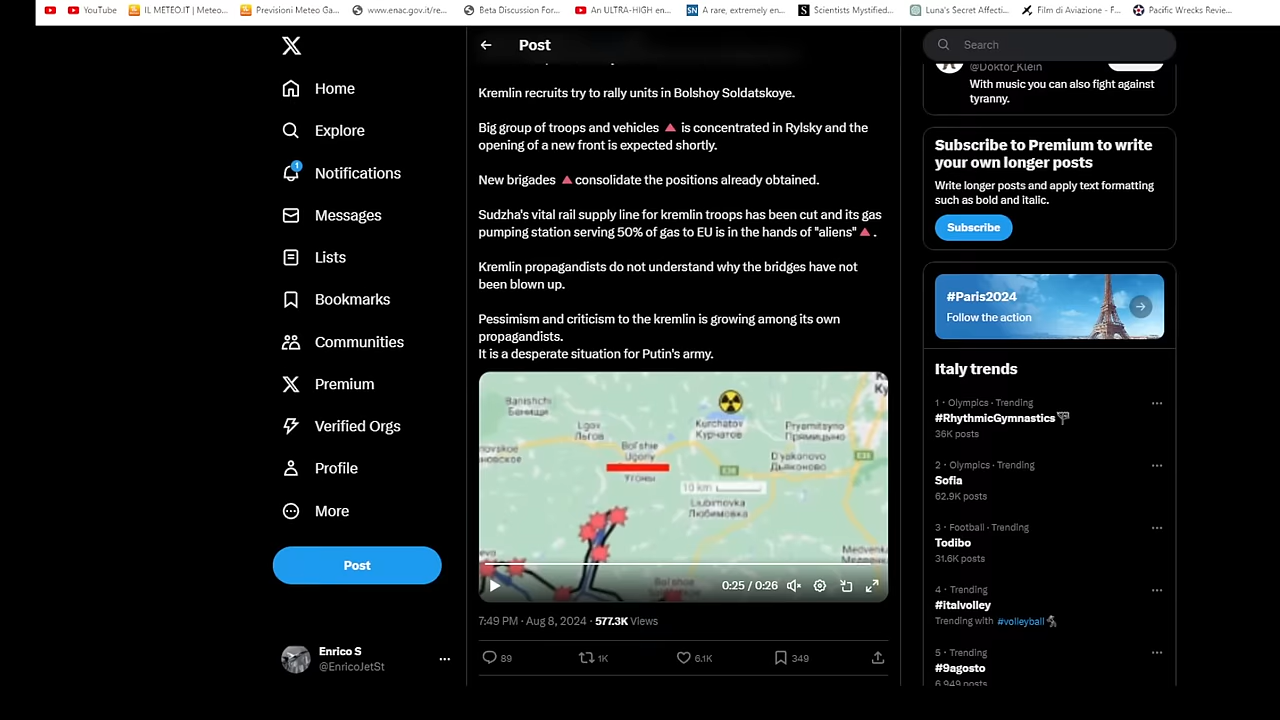 YouTube
IL METEO.IT | Meteo...
Previsioni Meteo Ga...
www.enac.gov.it/re...
Beta Discussion For...
An ULTRA-HIGH en...
A rare, extremely en...
Scientists Mystified...
Luna's Secret Affecti...
Film di Aviazione - F...
Pacific Wrecks Revie...
Home
Explore
1
Notifications
Messages
Lists
Bookmarks
Communities
Premium
Verified Orgs
Profile
More
Post
Enrico S
@EnricoJetSt
Post
Kremlin recruits try to rally units in Bolshoy Soldatskoye.
Big group of troops and vehicles 🔺 is concentrated in Rylsky and the
opening of a new front is expected shortly.
New brigades 🔺consolidate the positions already obtained.
Sudzha's vital rail supply line for kremlin troops has been cut and its gas
pumping station serving 50% of gas to EU is in the hands of "aliens"🔺.
Kremlin propagandists do not understand why the bridges have not
been blown up.
Pessimism and criticism to the kremlin is growing among its own
propagandists.
It is a desperate situation for Putin's army.
Banishchi
Банищи
Lgov
Льгов
Kurchatov
Курчатов
Pryamitsyno
Прямицыно
Bol'shie
Ugony
Угоны
D'yakonovo
Дьяконово
E38
E38
10 km
Liubimovka
Любимовка
0:25 / 0:26
7:49 PM · Aug 8, 2024 · 577.3K Views
89
1K
6.1K
349
Search
@Doktor_Klein
With music you can also fight against
tyranny.
Subscribe to Premium to write
your own longer posts
Write longer posts and apply text formatting
such as bold and italic.
Subscribe
#Paris2024
Follow the action
Italy trends
1 · Olympics · Trending
#RhythmicGymnastics
36K posts
2 · Olympics · Trending
Sofia
62.9K posts
3 · Football · Trending
Todibo
31.6K posts
4 · Trending
#italvolley
Trending with #volleyball
5 · Trending
#9agosto
6,949 posts